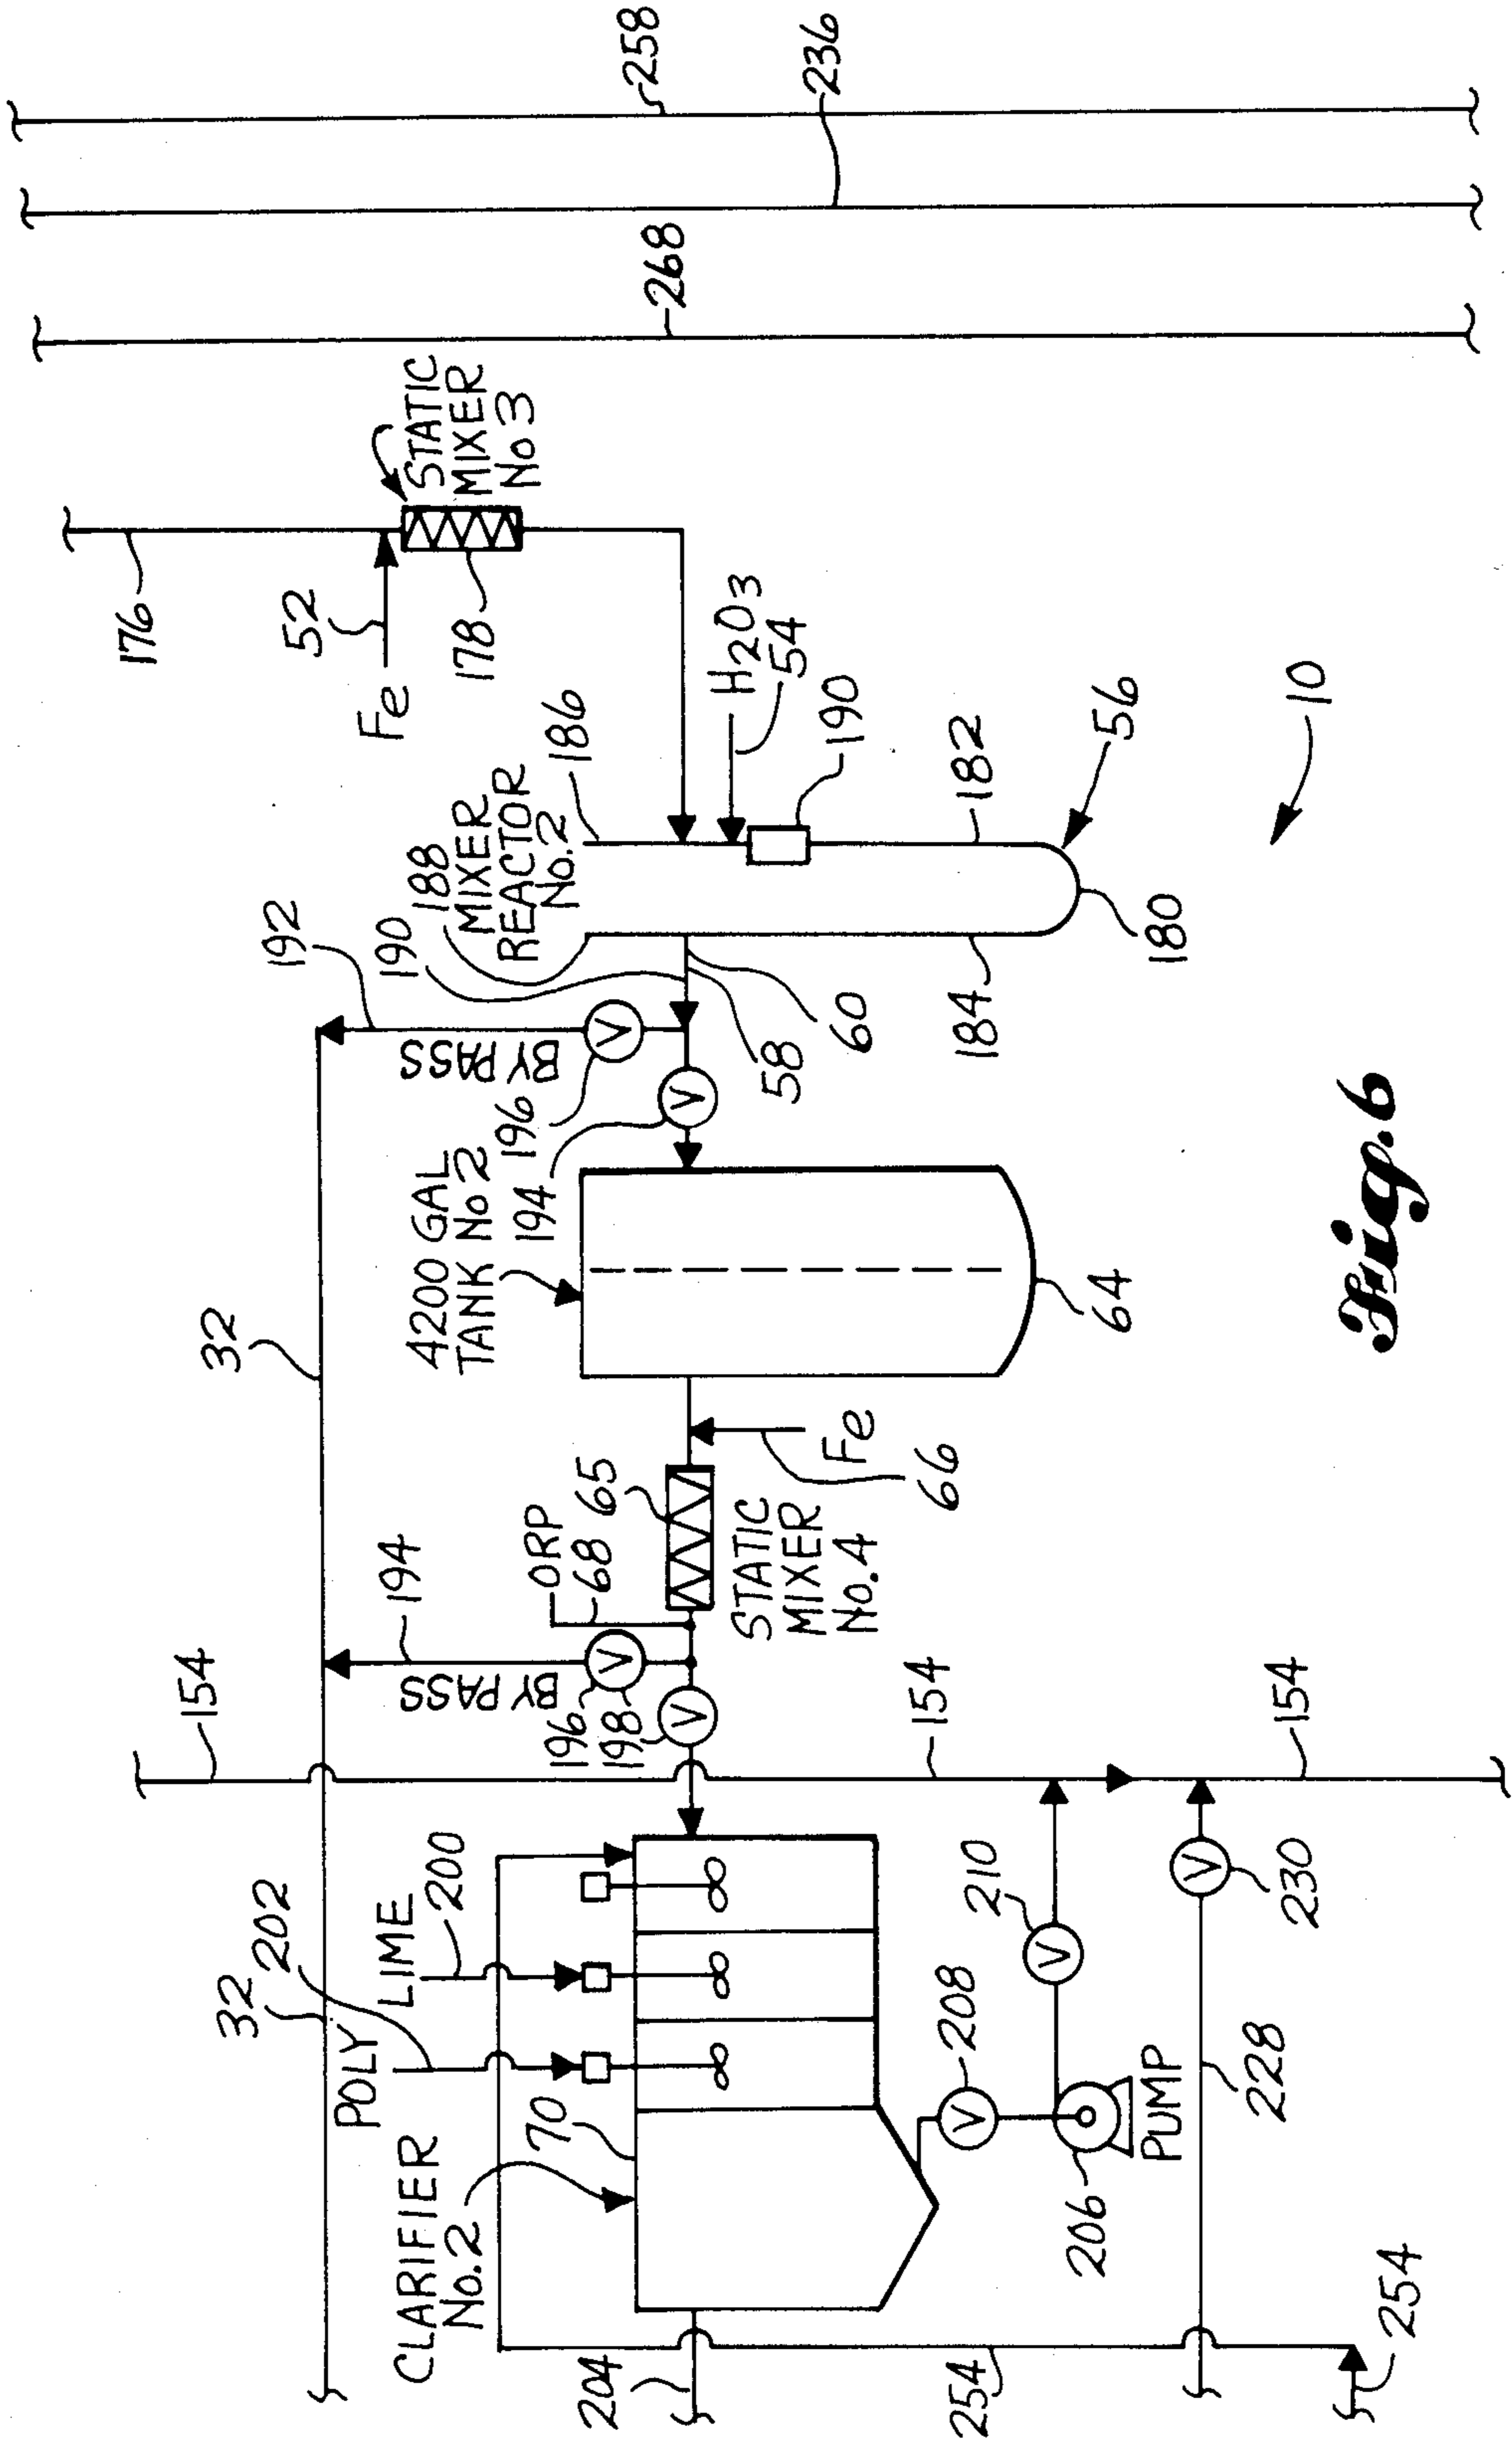 258
236
268
176
52
Fe
178
STATIC
MIXER
No 3
186
H2O3
54
190
188
MIXER
REACTOR
No.2
182
56
10
180
184
192
190
BY PASS
V
196
V
194
58
60
4200 GAL
TANK No 2
64
32
Fe
66
65
STATIC
MIXER
No.4
ORP
68
194
BY PASS
V
196
198
V
154
154
154
LIME
200
202
POLY
32
CLARIFIER
No.2
70
204
V
208
206
PUMP
V
210
V
230
228
254
254
Fig. 6